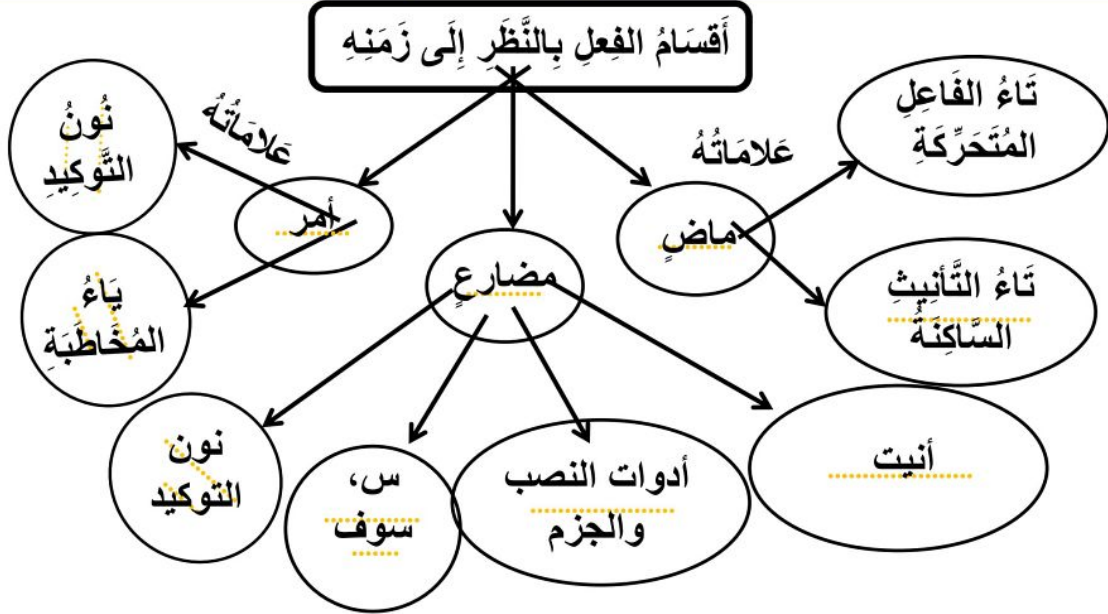 أَقسَامُ الفِعلِ بِالنَّظَرِ إِلَى زَمَنِهِ
تَاءُ الفَاعِلِ
المُتَحَرِّكَةِ
عَلامَاتُهُ
ماضٍ
تَاءُ التَّأنِيثِ
السَّاكِنَةُ
مضارعٍ
أنيت
أدوات النصب
والجزم
س،
سوف
نون
التوكيد
عَلامَاتُهُ
أمر
نُونُ
التَّوكِيدِ
يَاءُ
المُخَاطَبَةِ